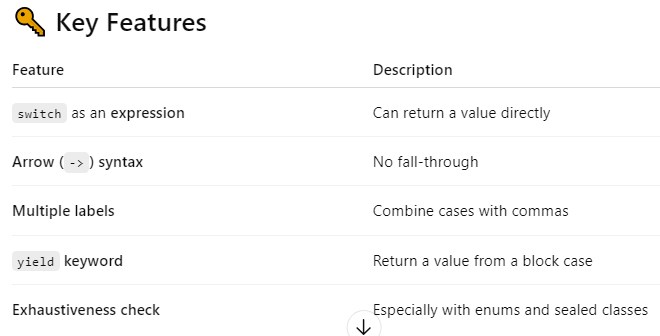 Key Features
Feature Description
switch as an expression Can return a value directly
Arrow (->) syntax No fall-through
Multiple labels Combine cases with commas
yield keyword Return a value from a block case
Exhaustiveness check Especially with enums and sealed classes